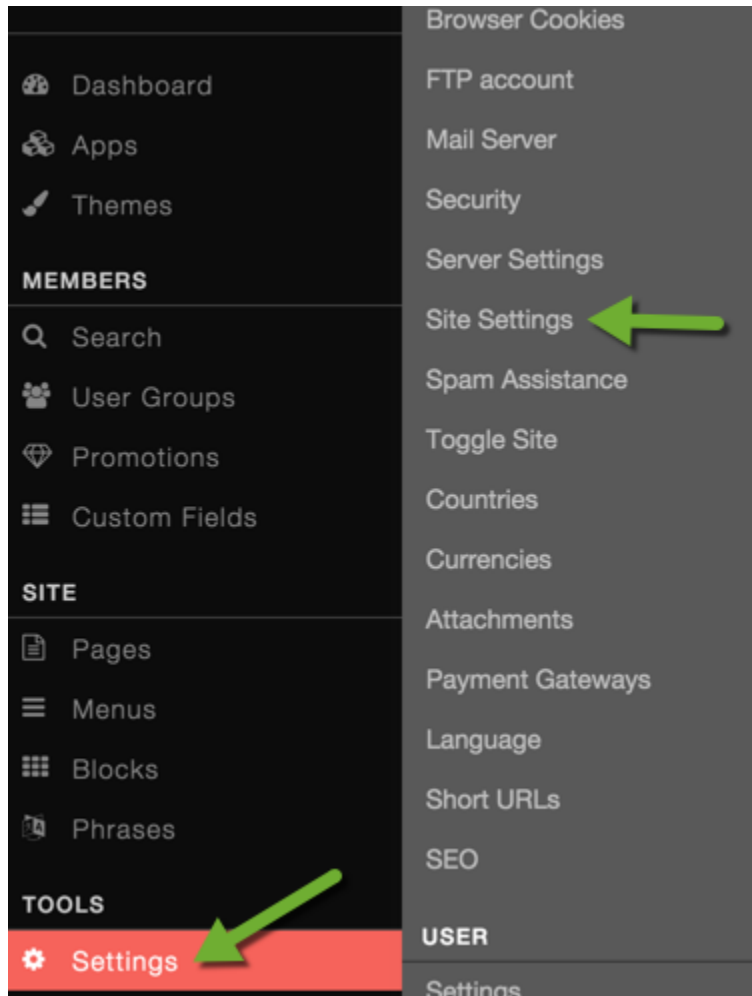 Dashboard
Apps
Themes
MEMBERS
Search
User Groups
Promotions
Custom Fields
SITE
Pages
Menus
Blocks
Phrases
TOOLS
Settings
Browser Cookies
FTP account
Mail Server
Security
Server Settings
Site Settings
Spam Assistance
Toggle Site
Countries
Currencies
Attachments
Payment Gateways
Language
Short URLs
SEO
USER
Settings